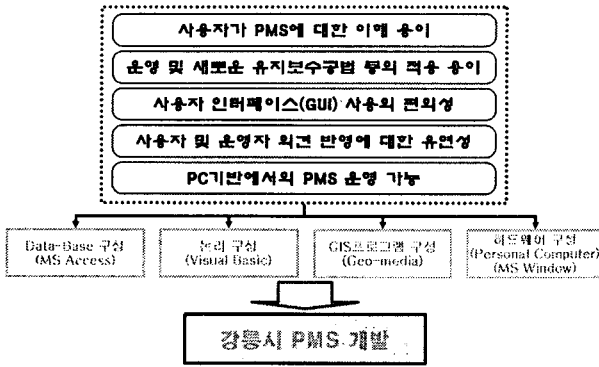 사용자가 PMS에 대한 이해 용이
운영 및 새로운 유지보수공법 등의 적용 용이
사용자 인터페이스(GUI) 사용의 편의성
사용자 및 운영자 의견 반영에 대한 유연성
PC기반에서의 PMS 운영 가능
Data-Base 구성
(MS Access)
논리 구성
(Visual Basic)
GIS프로그램 구성
(Geo-media)
하드웨어 구성
(Personal Computer)
(MS Window)
강릉시 PMS 개발